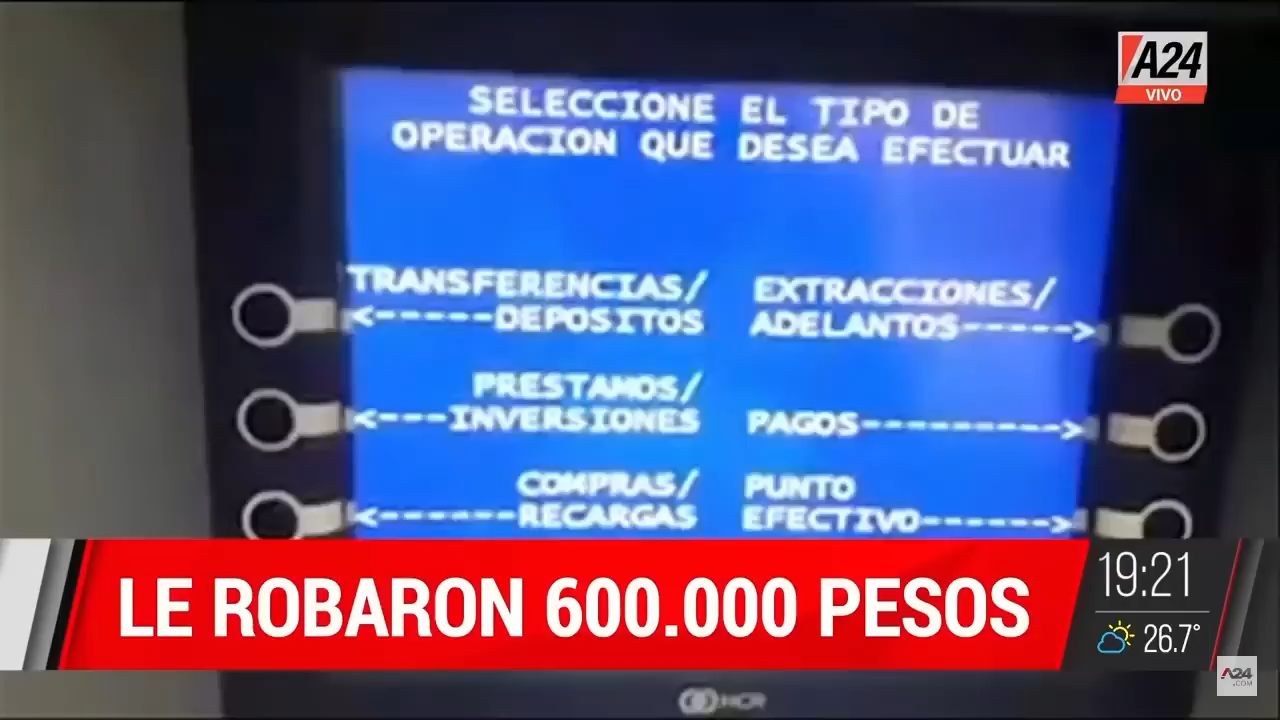 A24
VIVO
SELECCIONE EL TIPO DE
OPERACION QUE DESEA EFECTUAR
TRANSFERENCIAS/
<-----DEPOSITOS
EXTRACCIONES/
ADELANTOS----->
PRESTAMOS/
<---INVERSIONES
PAGOS--------->
COMPRAS/
<------RECARGAS
PUNTO
EFECTIVO------>
LE ROBARON 600.000 PESOS
19:21
26.7°
A24
.COM
NCR